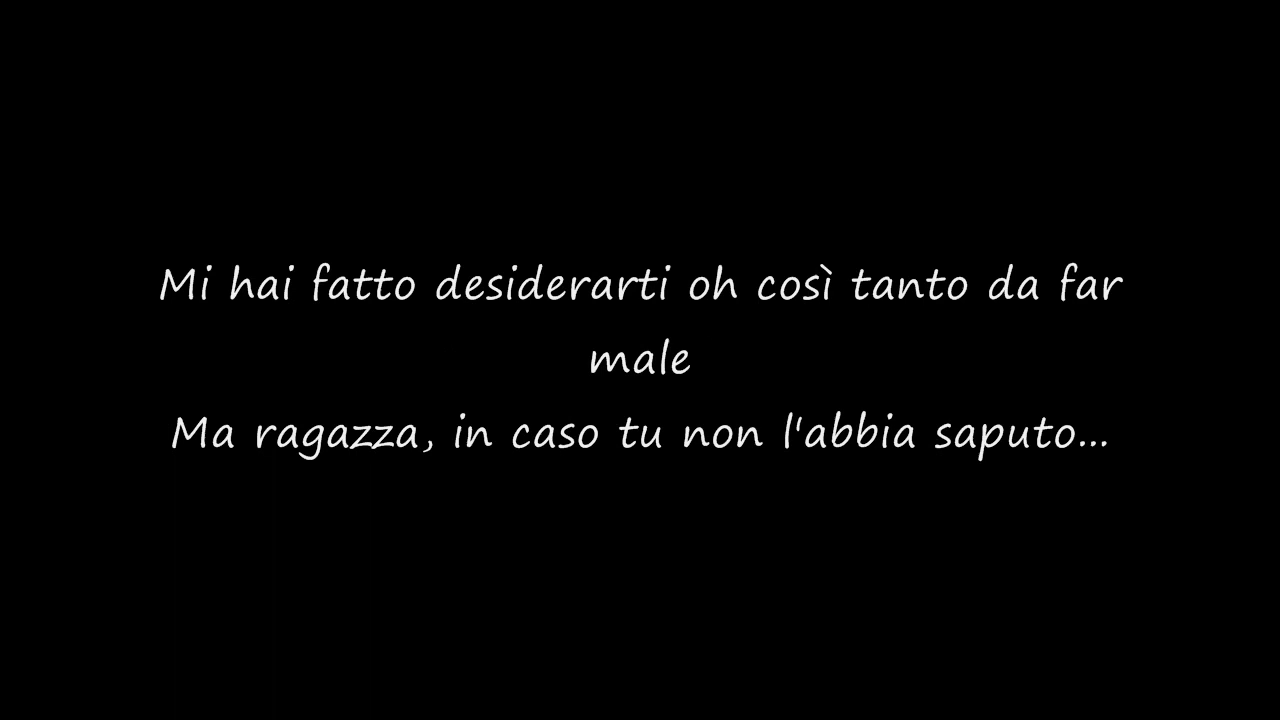 Mi hai fatto desiderarti oh così tanto da far
male
Ma ragazza, in caso tu non l'abbia saputo...